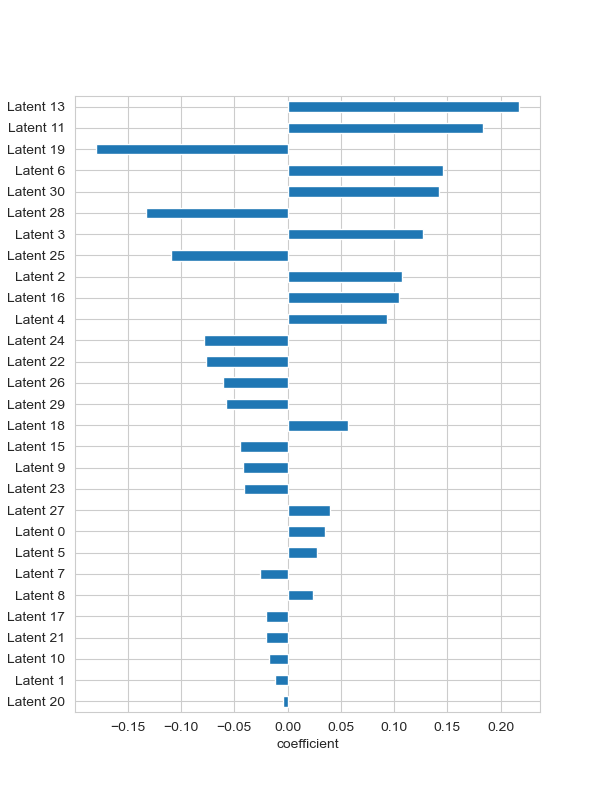 Latent 13
Latent 11
Latent 19
Latent 6
Latent 30
Latent 28
Latent 3
Latent 25
Latent 2
Latent 16
Latent 4
Latent 24
Latent 22
Latent 26
Latent 29
Latent 18
Latent 15
Latent 9
Latent 23
Latent 27
Latent 0
Latent 5
Latent 7
Latent 8
Latent 17
Latent 21
Latent 10
Latent 1
Latent 20
−0.15 −0.10 −0.05 0.00 0.05 0.10 0.15 0.20
coefficient